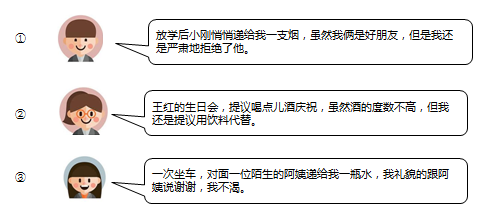 ①
放学后小刚悄悄递给我一支烟，虽然我俩是好朋友，但是我还
是严肃地拒绝了他。
②
王红的生日会，提议喝点儿酒庆祝，虽然酒的度数不高，但我
还是提议用饮料代替。
③
一次坐车，对面一位陌生的阿姨递给我一瓶水，我礼貌的跟阿
姨说谢谢，我不渴。